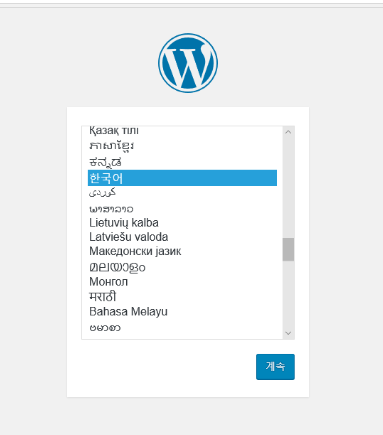 Қазақ тілі
ភាសាខ្មែរ
ಕನ್ನಡ
한국어
كوردی
ພາສາລາວ
Lietuvių kalba
Latviešu valoda
Македонски јазик
മലയാളം
Монгол
मराठी
Bahasa Melayu
ဗမာစာ
계속